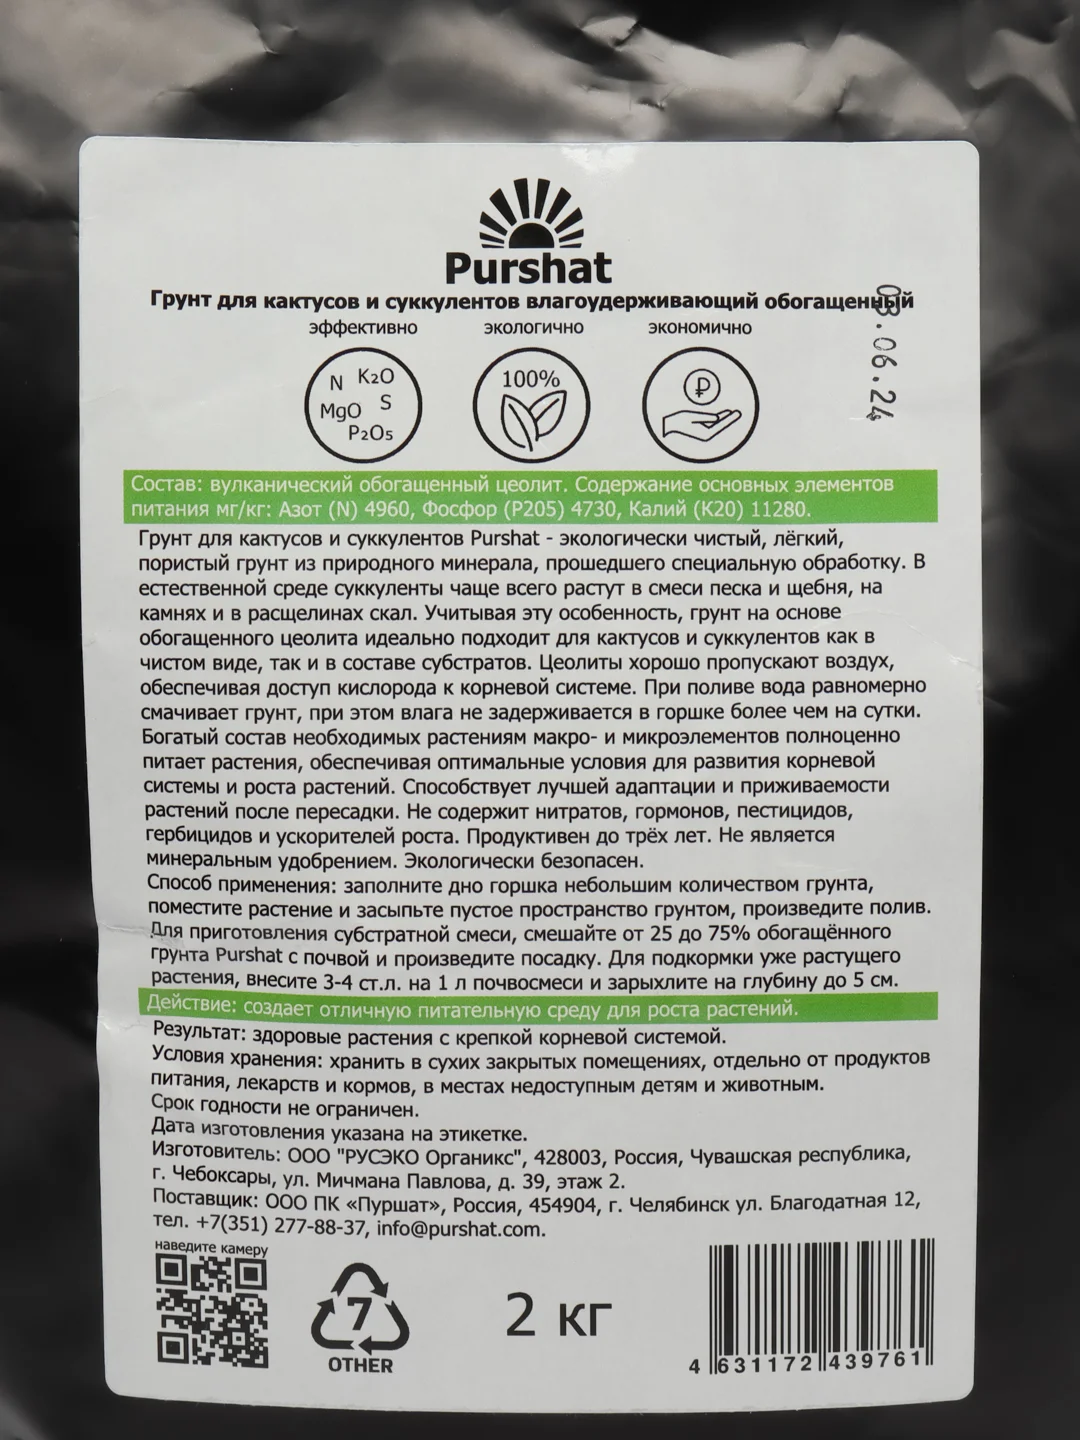 Purshat
Грунт для кактусов и суккулентов влагоудерживающий обогащенный
03.06.24
эффективно экологично экономично
N K₂O
MgO S
P₂O₅
100%
₽
Состав: вулканический обогащенный цеолит. Содержание основных элементов
питания мг/кг: Азот (N) 4960, Фосфор (P205) 4730, Калий (K20) 11280.
Грунт для кактусов и суккулентов Purshat - экологически чистый, лёгкий,
пористый грунт из природного минерала, прошедшего специальную обработку. В
естественной среде суккуленты чаще всего растут в смеси песка и щебня, на
камнях и в расщелинах скал. Учитывая эту особенность, грунт на основе
обогащенного цеолита идеально подходит для кактусов и суккулентов как в
чистом виде, так и в составе субстратов. Цеолиты хорошо пропускают воздух,
обеспечивая доступ кислорода к корневой системе. При поливе вода равномерно
смачивает грунт, при этом влага не задерживается в горшке более чем на сутки.
Богатый состав необходимых растениям макро- и микроэлементов полноценно
питает растения, обеспечивая оптимальные условия для развития корневой
системы и роста растений. Способствует лучшей адаптации и приживаемости
растений после пересадки. Не содержит нитратов, гормонов, пестицидов,
гербицидов и ускорителей роста. Продуктивен до трёх лет. Не является
минеральным удобрением. Экологически безопасен.
Способ применения: заполните дно горшка небольшим количеством грунта,
поместите растение и засыпьте пустое пространство грунтом, произведите полив.
Для приготовления субстратной смеси, смешайте от 25 до 75% обогащённого
грунта Purshat с почвой и произведите посадку. Для подкормки уже растущего
растения, внесите 3-4 ст.л. на 1 л почвосмеси и зарыхлите на глубину до 5 см.
Действие: создает отличную питательную среду для роста растений.
Результат: здоровые растения с крепкой корневой системой.
Условия хранения: хранить в сухих закрытых помещениях, отдельно от продуктов
питания, лекарств и кормов, в местах недоступным детям и животным.
Срок годности не ограничен.
Дата изготовления указана на этикетке.
Изготовитель: ООО "РУСЭКО Органикс", 428003, Россия, Чувашская республика,
г. Чебоксары, ул. Мичмана Павлова, д. 39, этаж 2.
Поставщик: ООО ПК «Пуршат», Россия, 454904, г. Челябинск ул. Благодатная 12,
тел. +7(351) 277-88-37, info@purshat.com.
наведите камеру
7
OTHER
2 кг
4 631172 439761